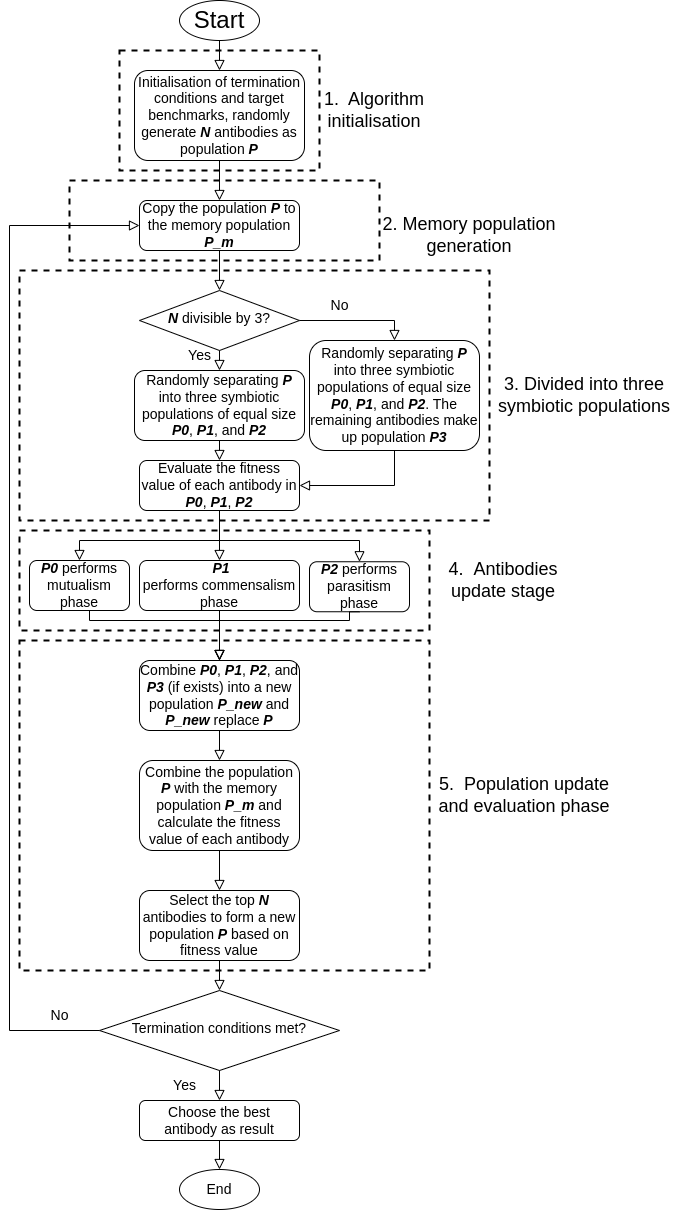 Start
Initialisation of termination
conditions and target
benchmarks, randomly
generate N antibodies as
population P
1. Algorithm
initialisation
Copy the population P to
the memory population
P_m
2. Memory population
generation
N divisible by 3?
No
Yes
Randomly separating P
into three symbiotic
populations of equal size
P0, P1, and P2
Randomly separating P
into three symbiotic
populations of equal size
P0, P1, and P2. The
remaining antibodies make
up population P3
3. Divided into three
symbiotic populations
Evaluate the fitness
value of each antibody in
P0, P1, P2
P0 performs
mutualism
phase
P1
performs commensalism
phase
P2 performs
parasitism
phase
4. Antibodies
update stage
Combine P0, P1, P2, and
P3 (if exists) into a new
population P_new and
P_new replace P
Combine the population
P with the memory
population P_m and
calculate the fitness
value of each antibody
5. Population update
and evaluation phase
Select the top N
antibodies to form a new
population P based on
fitness value
Termination conditions met?
No
Yes
Choose the best
antibody as result
End